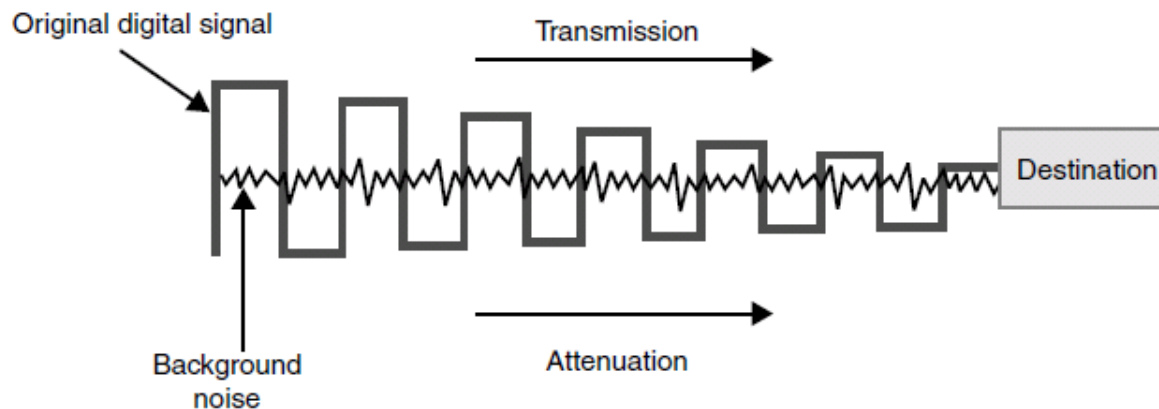 Original digital signal
Transmission
Destination
Attenuation
Background
noise